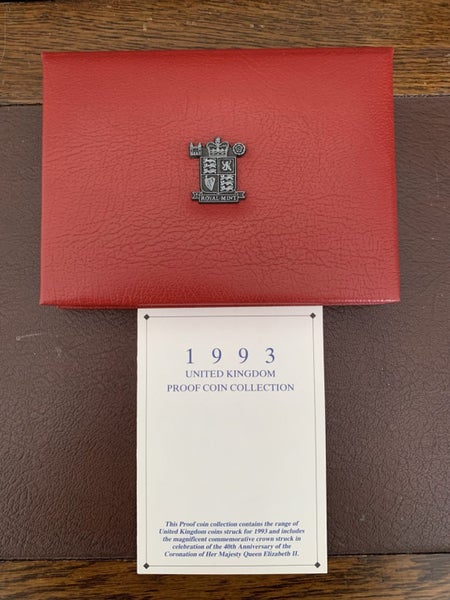 ROYAL MINT
1993
UNITED KINGDOM
PROOF COIN COLLECTION
This Proof coin collection contains the range of
United Kingdom coins struck for 1993 and includes
the magnificent commemorative crown struck in
celebration of the 40th Anniversary of the
Coronation of Her Majesty Queen Elizabeth II.